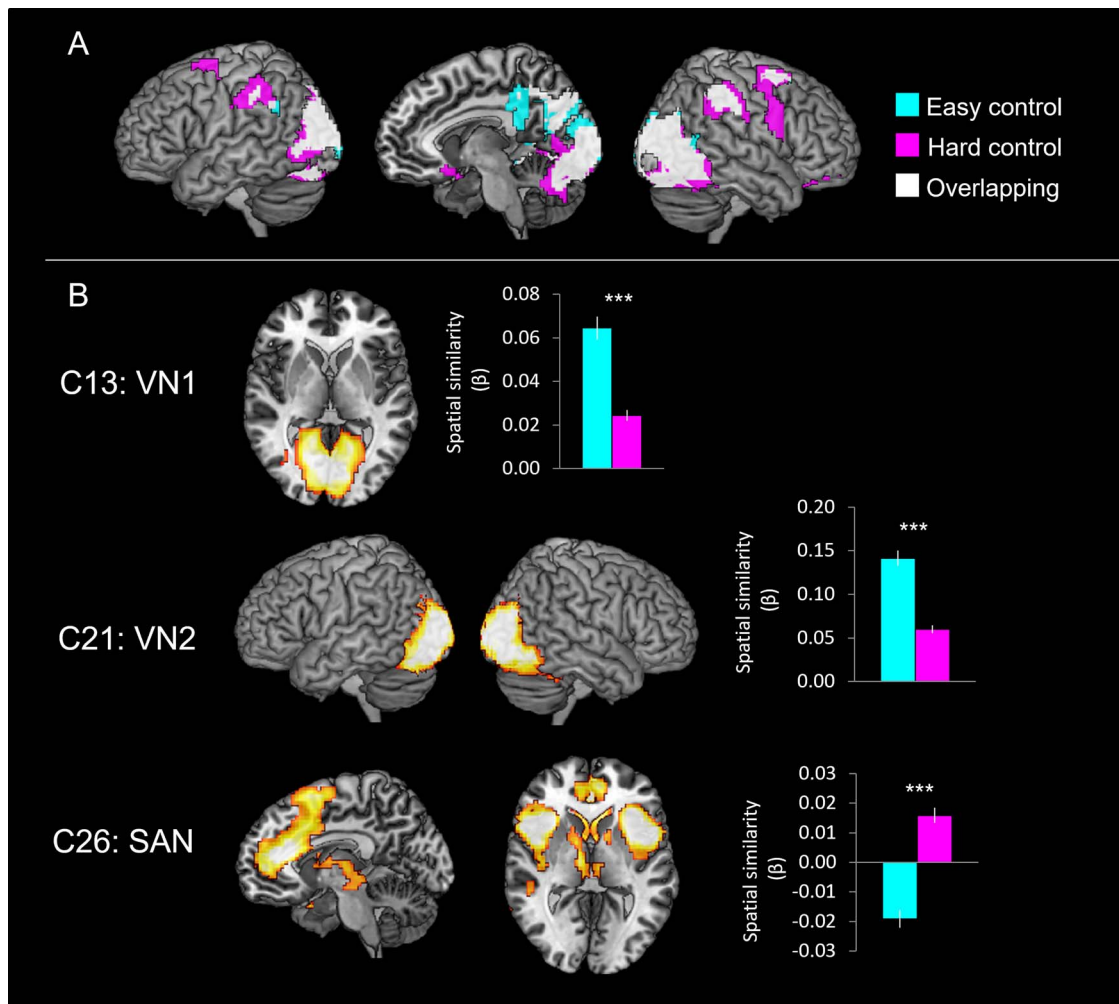 A
Easy control
Hard control
Overlapping
B
C13: VN1
Spatial similarity
(β)
0.08
0.06
0.04
0.02
0.00
***
C21: VN2
Spatial similarity
(β)
0.20
0.15
0.10
0.05
0.00
***
C26: SAN
Spatial similarity
(β)
0.03
0.02
0.01
0.00
-0.01
-0.02
-0.03
***